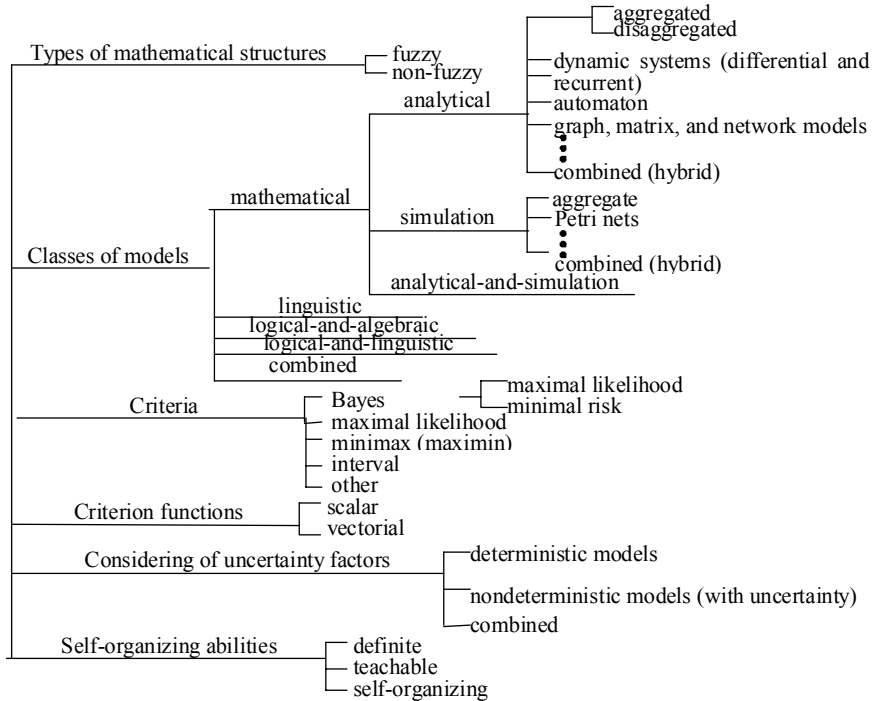 aggregated
disaggregated
Types of mathematical structures
fuzzy
non-fuzzy
dynamic systems (differential and
recurrent)
analytical
automaton
graph, matrix, and network models
combined (hybrid)
mathematical
aggregate
simulation
Petri nets
Classes of models
combined (hybrid)
analytical-and-simulation
linguistic
logical-and-algebraic
logical-and-linguistic
combined
maximal likelihood
Criteria
Bayes
minimal risk
maximal likelihood
minimax (maximin)
interval
other
Criterion functions
scalar
vectorial
Considering of uncertainty factors
deterministic models
nondeterministic models (with uncertainty)
combined
Self-organizing abilities
definite
teachable
self-organizing